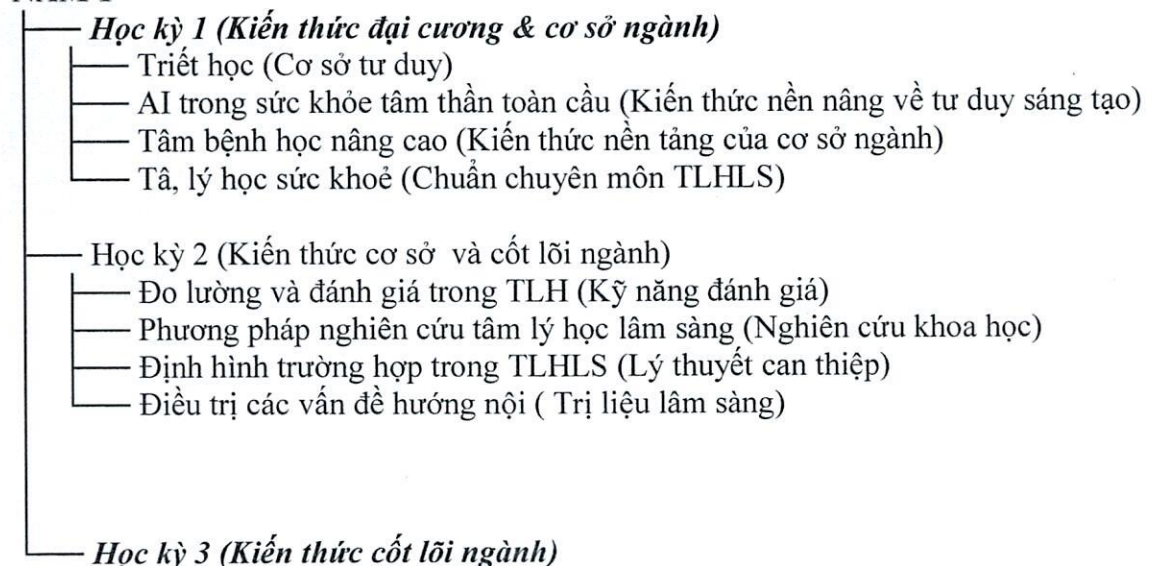 Học kỳ 1 (Kiến thức đại cương & cơ sở ngành)
Triết học (Cơ sở tư duy)
AI trong sức khỏe tâm thần toàn cầu (Kiến thức nền nâng về tư duy sáng tạo)
Tâm bệnh học nâng cao (Kiến thức nền tảng của cơ sở ngành)
Tâ, lý học sức khoẻ (Chuẩn chuyên môn TLHLS)
Học kỳ 2 (Kiến thức cơ sở và cốt lõi ngành)
Đo lường và đánh giá trong TLH (Kỹ năng đánh giá)
Phương pháp nghiên cứu tâm lý học lâm sàng (Nghiên cứu khoa học)
Định hình trường hợp trong TLHLS (Lý thuyết can thiệp)
Điều trị các vấn đề hướng nội ( Trị liệu lâm sàng)
Học kỳ 3 (Kiến thức cốt lõi ngành)